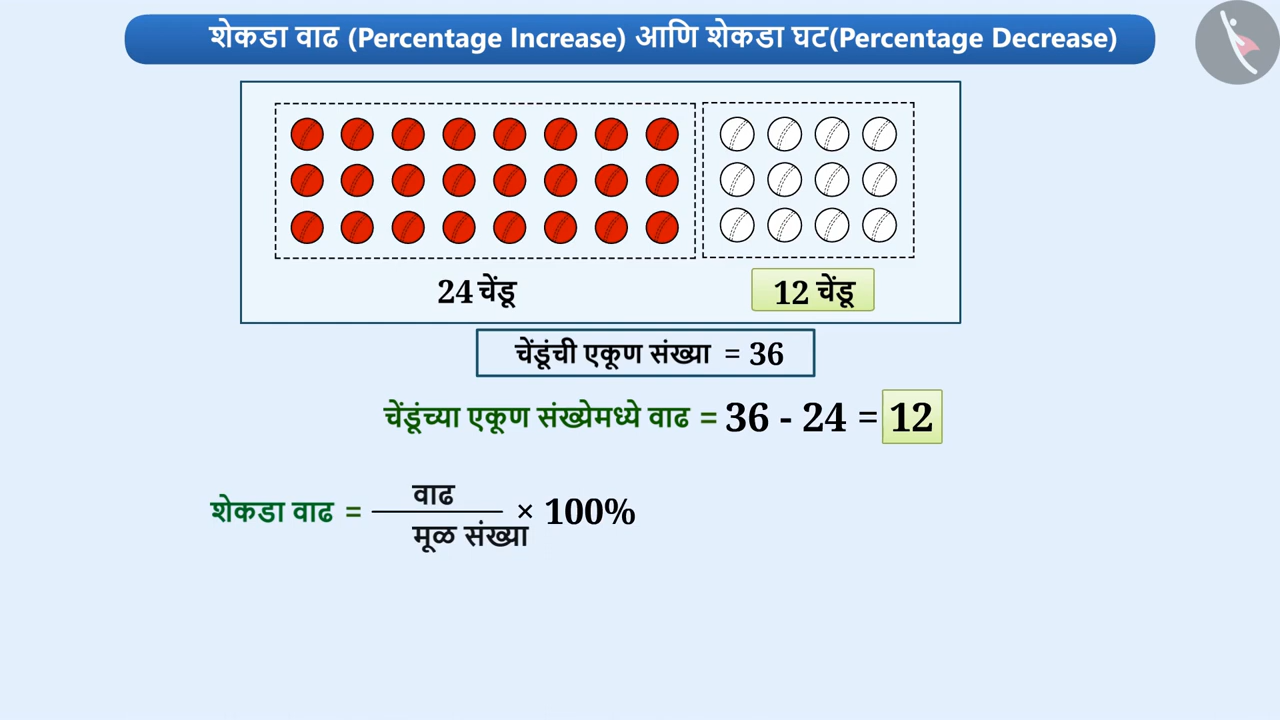 शेकडा वाढ (Percentage Increase) आणि शेकडा घट(Percentage Decrease)
24 चेंडू 12 चेंडू
चेंडूंची एकूण संख्या = 36
चेंडूंच्या एकूण संख्येमध्ये वाढ = 36 - 24 = 12
वाढ
शेकडा वाढ = × 100%
मूळ संख्या